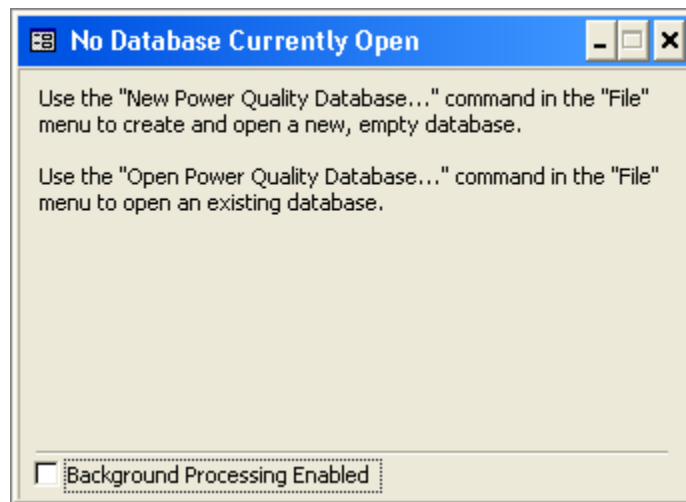 No Database Currently Open
Use the "New Power Quality Database..." command in the "File"
menu to create and open a new, empty database.
Use the "Open Power Quality Database..." command in the "File"
menu to open an existing database.
Background Processing Enabled